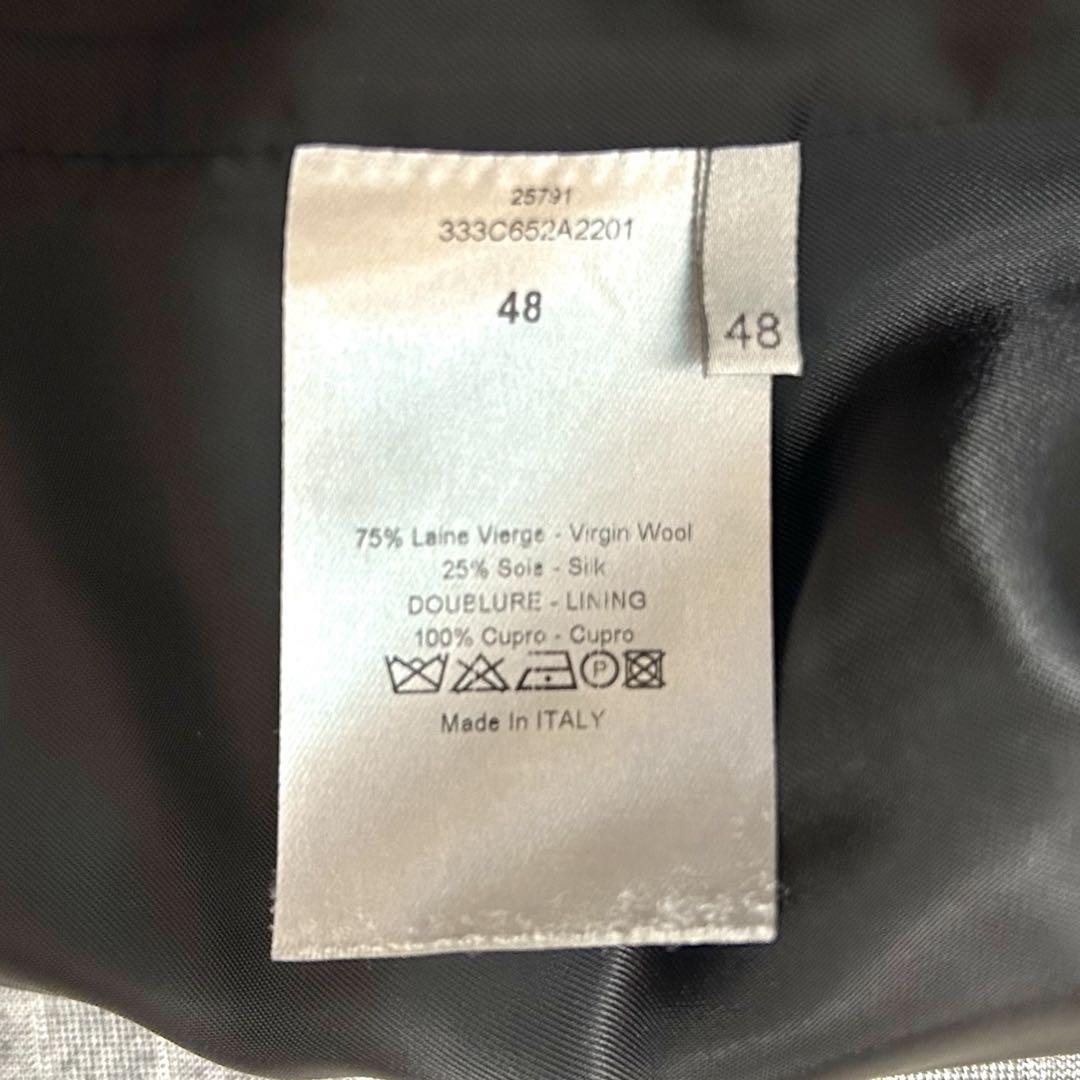 25791
333C652A2201
48
48
75% Laine Vierge - Virgin Wool
25% Soie - Silk
DOUBLURE - LINING
100% Cupro - Cupro
P
Made In ITALY